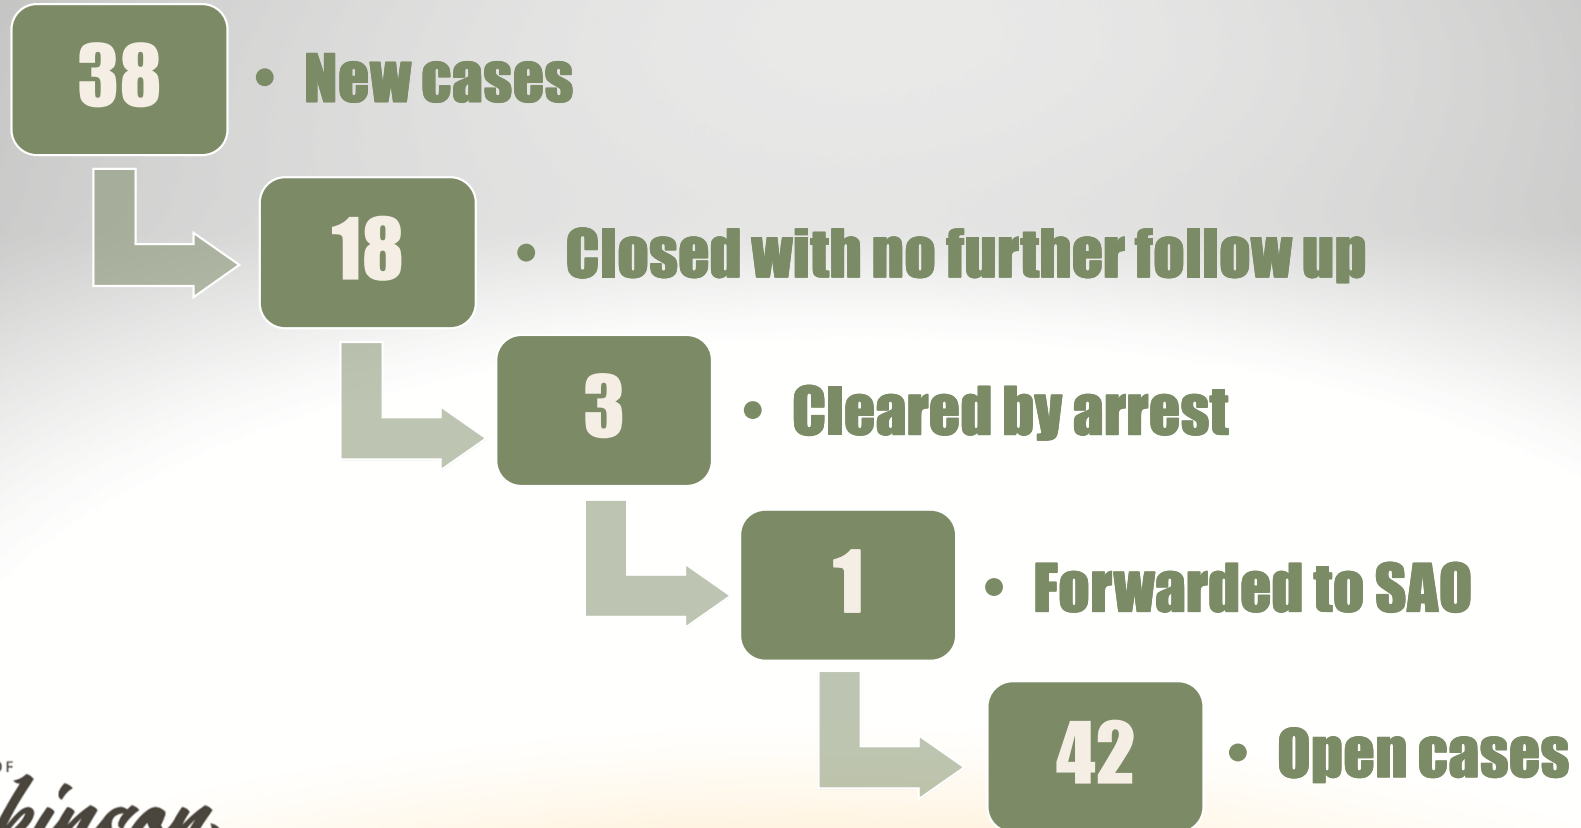 38
• New cases
18
• Closed with no further follow up
3
• Cleared by arrest
1
• Forwarded to SAO
42
• Open cases